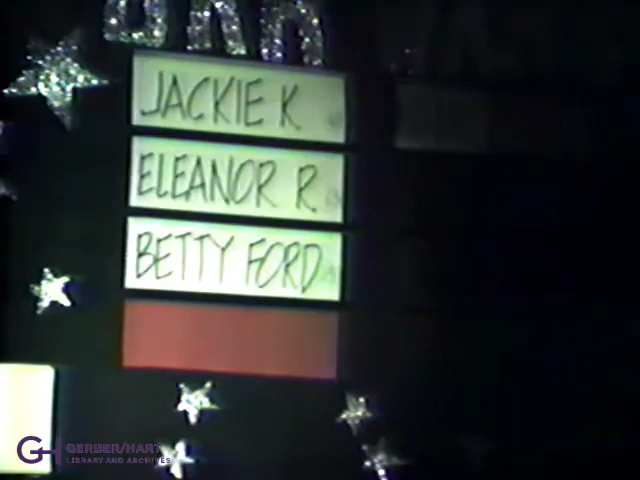 JACKIE K
ELEANOR R
BETTY FORD
GERBER/HART
LIBRARY AND ARCHIVES